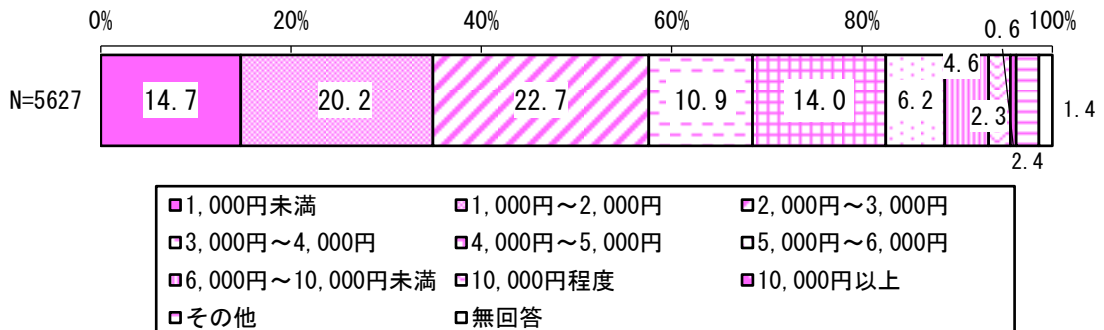 0% 20% 40% 60% 80% 100%
0.6
N=5627 14.7 20.2 22.7 10.9 14.0 6.2 4.6 2.3 1.4
2.4
1,000円未満 1,000円～2,000円 2,000円～3,000円
3,000円～4,000円 4,000円～5,000円 5,000円～6,000円
6,000円～10,000円未満 10,000円程度 10,000円以上
その他 無回答